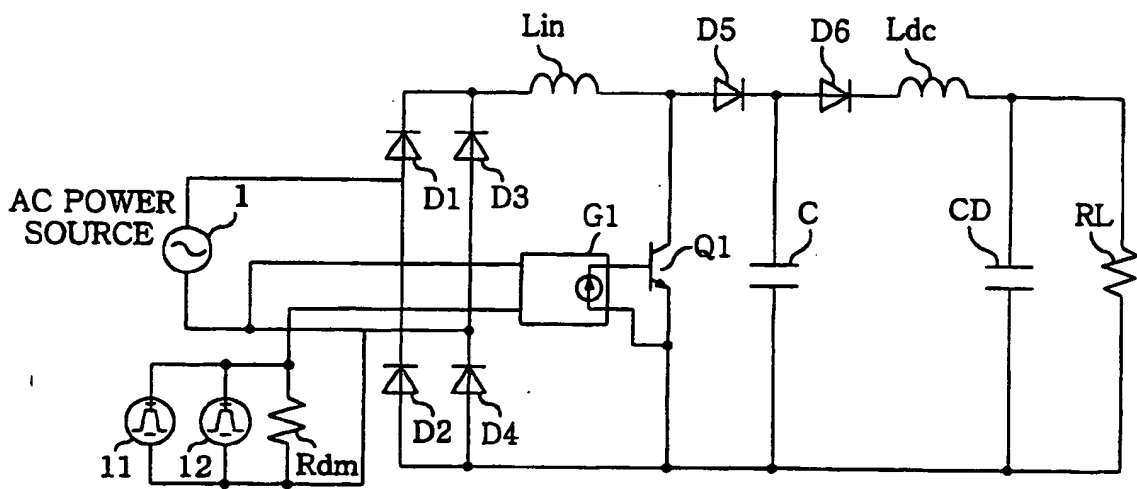 Lin
D5
D6
Ldc
D1
D3
AC POWER
SOURCE
1
G1
Q1
C
CD
RL
D2
D4
11
12
Rdm